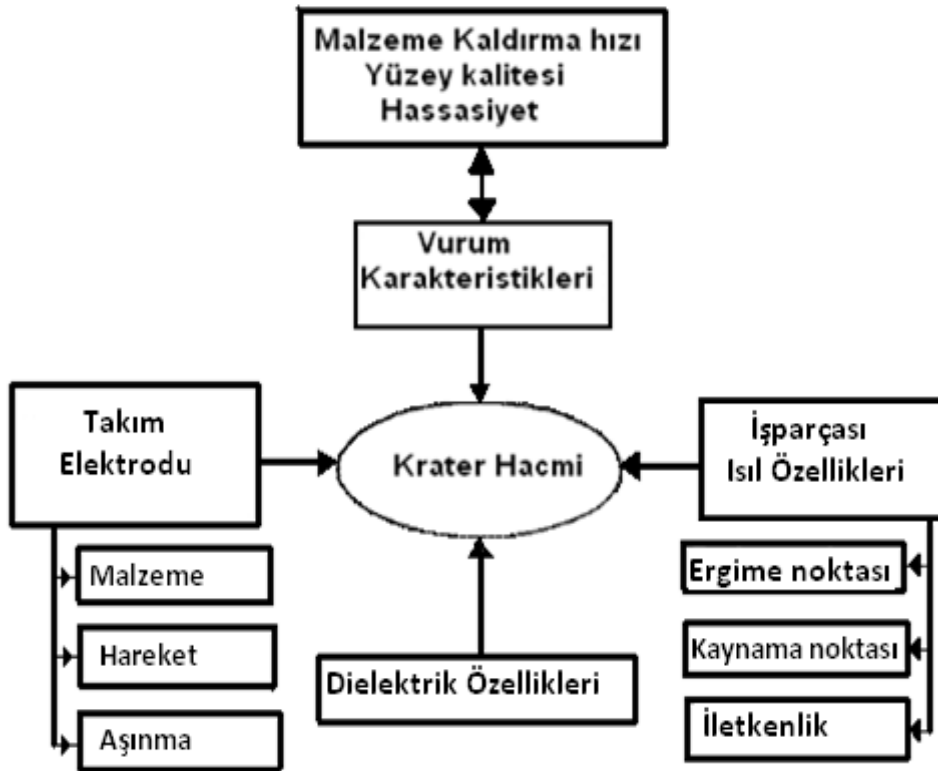 Malzeme Kaldırma hızı
Yüzey kalitesi
Hassasiyet
Vurum
Karakteristikleri
Takım
Elektrodu
Krater Hacmi
İşparçası
Isıl Özellikleri
Malzeme
Hareket
Aşınma
Dielektrik Özellikleri
Ergime noktası
Kaynama noktası
İletkenlik